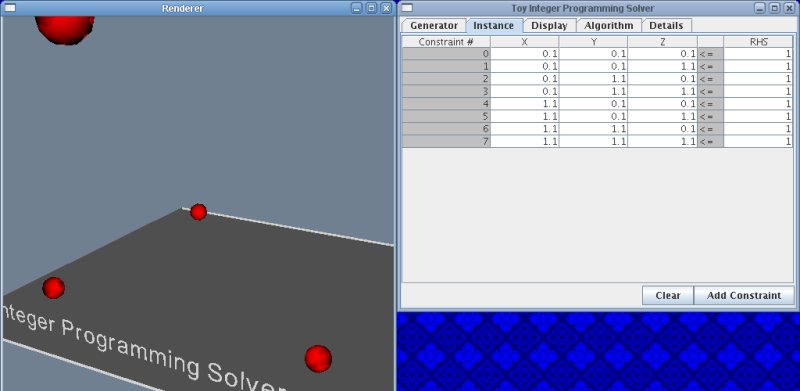 Renderer
nteger Programming Solver
Toy Integer Programming Solver
Generator Instance Display Algorithm Details
Constraint # X Y Z RHS
0 0.1 0.1 0.1 <= 1
1 0.1 0.1 1.1 <= 1
2 0.1 1.1 0.1 <= 1
3 0.1 1.1 1.1 <= 1
4 1.1 0.1 0.1 <= 1
5 1.1 0.1 1.1 <= 1
6 1.1 1.1 0.1 <= 1
7 1.1 1.1 1.1 <= 1
Clear Add Constraint